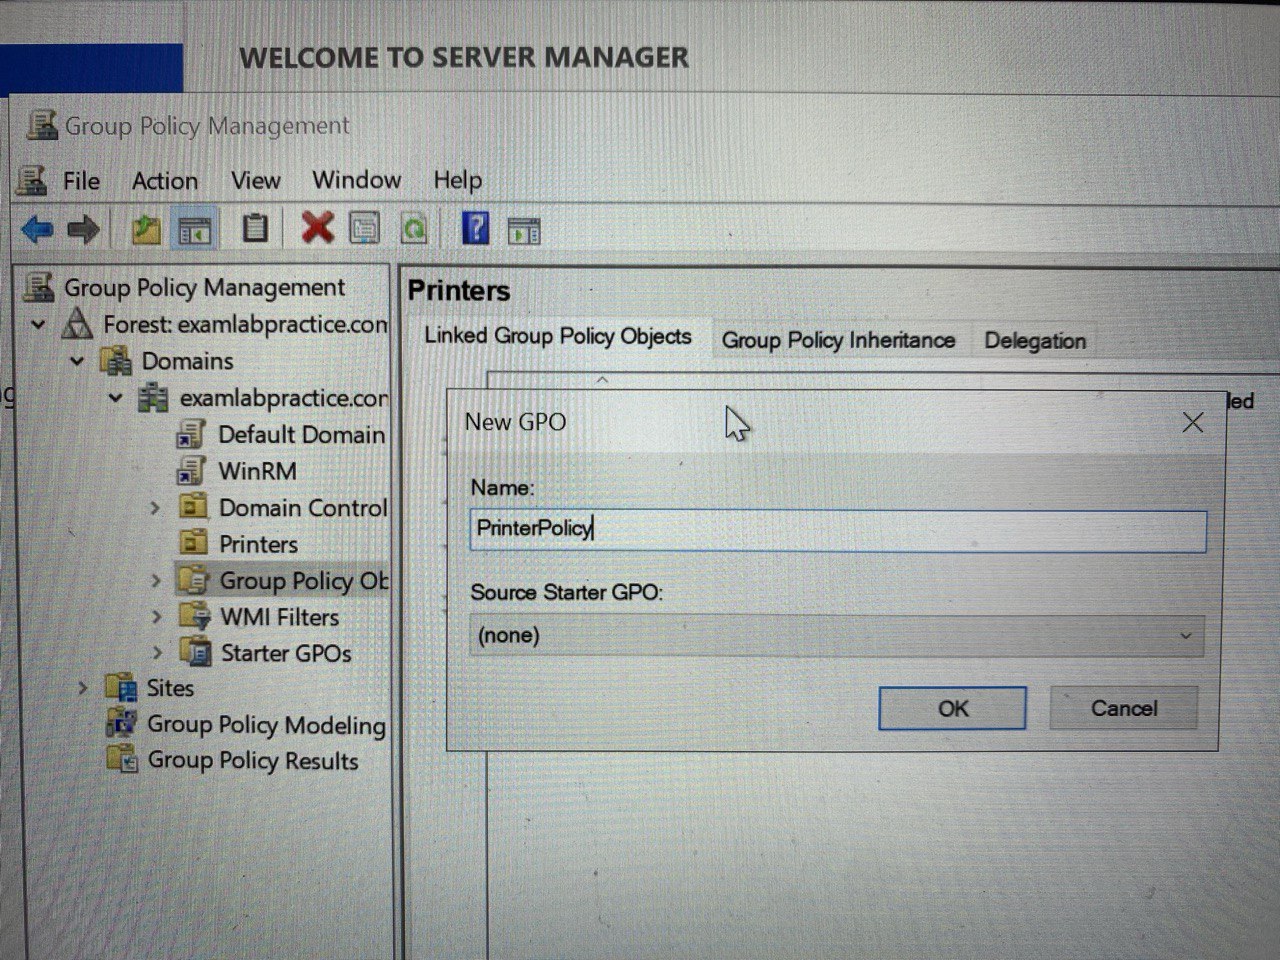 WELCOME TO SERVER MANAGER
Group Policy Management
File Action View Window Help
Group Policy Management
Forest: examlabpractice.con
Domains
examlabpractice.cor
Default Domain
WinRM
Domain Control
Printers
Group Policy Ob
WMI Filters
Starter GPOs
Sites
Group Policy Modeling
Group Policy Results
Printers
Linked Group Policy Objects Group Policy Inheritance Delegation
led
New GPO
Name:
PrinterPolicy
Source Starter GPO:
(none)
OK Cancel